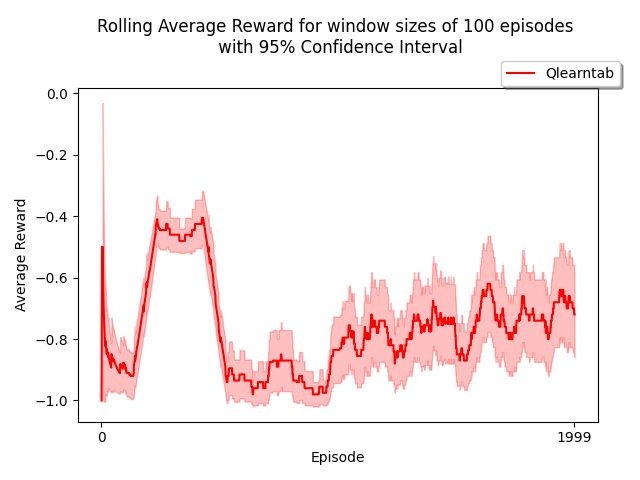 Rolling Average Reward for window sizes of 100 episodes
with 95% Confidence Interval
Qlearntab
0.0
−0.2
−0.4
−0.6
−0.8
−1.0
Average Reward
0
1999
Episode